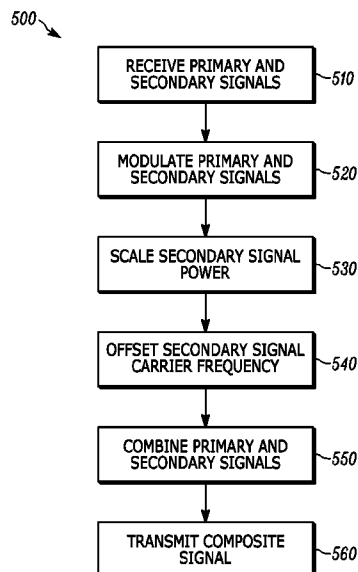 500
RECEIVE PRIMARY AND
SECONDARY SIGNALS
510
MODULATE PRIMARY AND
SECONDARY SIGNALS
520
SCALE SECONDARY SIGNAL
POWER
530
OFFSET SECONDARY SIGNAL
CARRIER FREQUENCY
540
COMBINE PRIMARY AND
SECONDARY SIGNALS
550
TRANSMIT COMPOSITE
SIGNAL
560